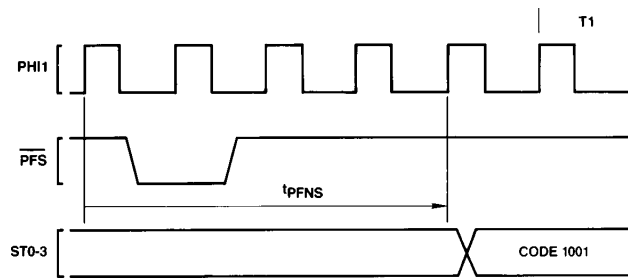 T1
PHI1
PFS
tPFNS
ST0-3
CODE 1001